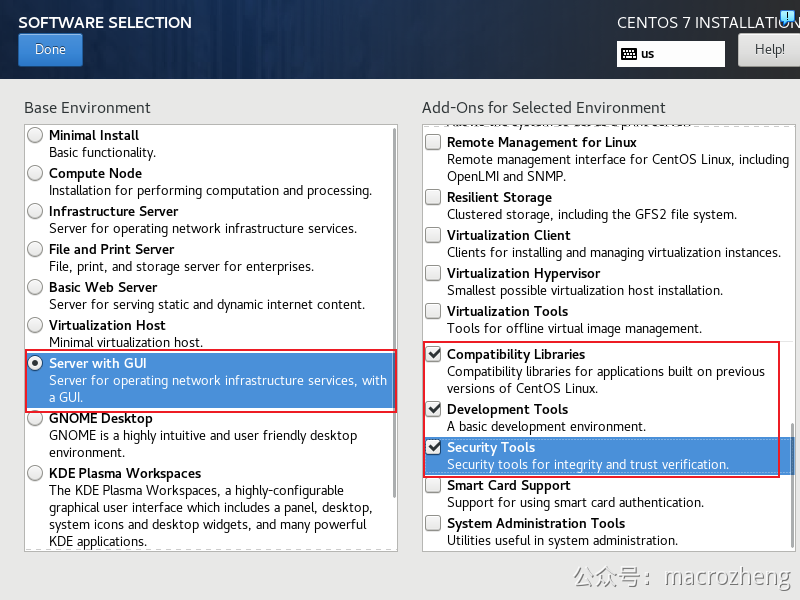 SOFTWARE SELECTION
Done
CENTOS 7 INSTALLATION
us
Help!
Base Environment
Minimal Install
Basic functionality.
Compute Node
Installation for performing computation and processing.
Infrastructure Server
Server for operating network infrastructure services.
File and Print Server
File, print, and storage server for enterprises.
Basic Web Server
Server for serving static and dynamic internet content.
Virtualization Host
Minimal virtualization host.
Server with GUI
Server for operating network infrastructure services, with
a GUI.
GNOME Desktop
GNOME is a highly intuitive and user friendly desktop
environment.
KDE Plasma Workspaces
The KDE Plasma Workspaces, a highly-configurable
graphical user interface which includes a panel, desktop,
system icons and desktop widgets, and many powerful
KDE applications.
Add-Ons for Selected Environment
Remote Management for Linux
Remote management interface for CentOS Linux, including
OpenLMI and SNMP.
Resilient Storage
Clustered storage, including the GFS2 file system.
Virtualization Client
Clients for installing and managing virtualization instances.
Virtualization Hypervisor
Smallest possible virtualization host installation.
Virtualization Tools
Tools for offline virtual image management.
Compatibility Libraries
Compatibility libraries for applications built on previous
versions of CentOS Linux.
Development Tools
A basic development environment.
Security Tools
Security tools for integrity and trust verification.
Smart Card Support
Support for using smart card authentication.
System Administration Tools
Utilities useful in system administration.
公众号：macrozheng